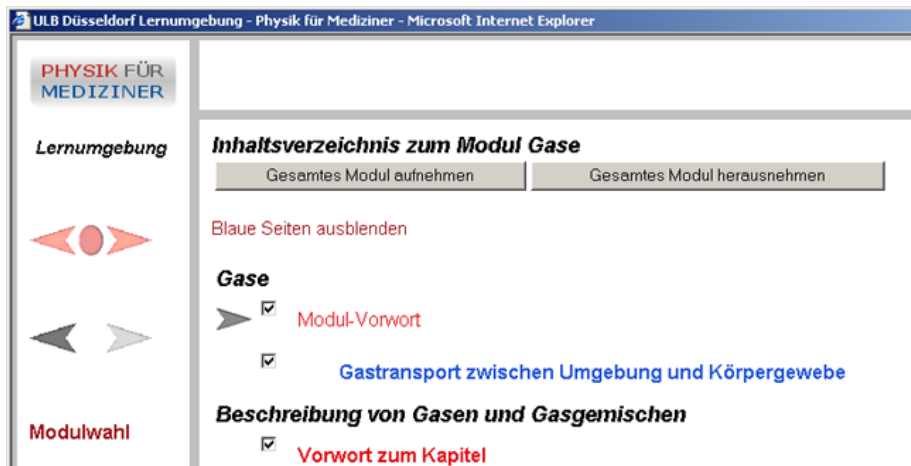 ULB Düsseldorf Lernumgebung - Physik für Mediziner - Microsoft Internet Explorer
PHYSIK FÜR
MEDIZINER
Lernumgebung
Modulwahl
Inhaltsverzeichnis zum Modul Gase
Gesamtes Modul aufnehmen Gesamtes Modul herausnehmen
Blaue Seiten ausblenden
Gase
Modul-Vorwort
Gastransport zwischen Umgebung und Körpergewebe
Beschreibung von Gasen und Gasgemischen
Vorwort zum Kapitel